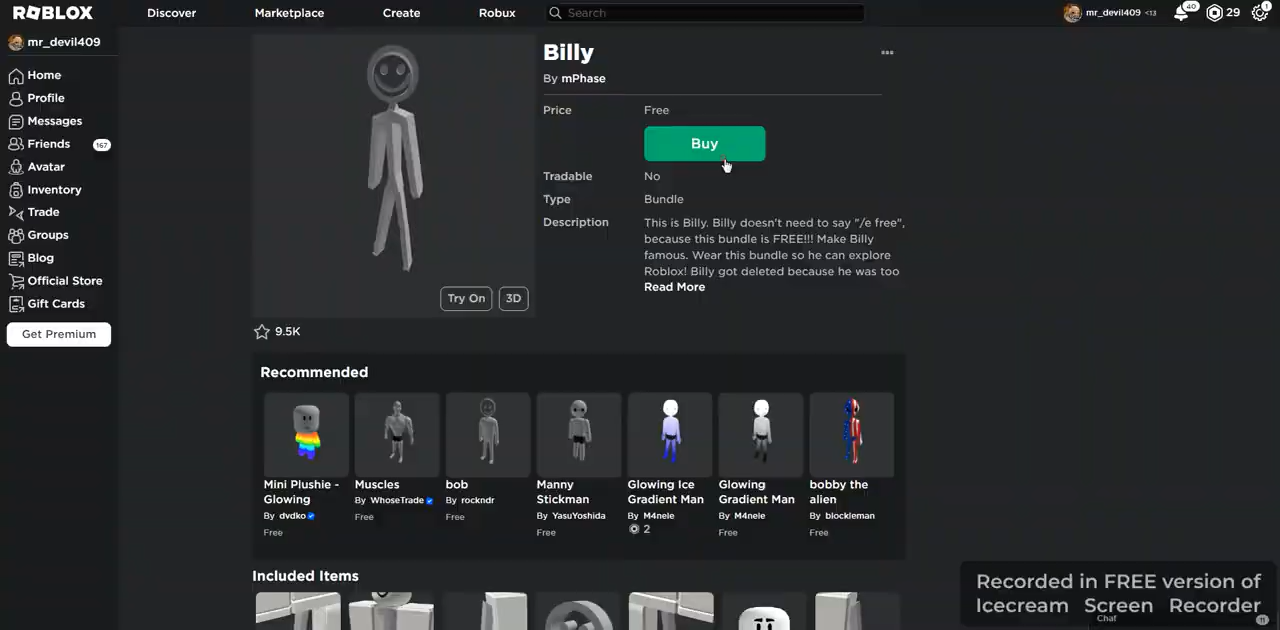 ROBLOX
Discover
Marketplace
Create
Robux
Search
mr_devil409 <13
40
29
1
mr_devil409
Home
Profile
Messages
Friends
167
Avatar
Inventory
Trade
Groups
Blog
Official Store
Gift Cards
Get Premium
Try On
3D
9.5K
Billy
By mPhase
Price
Free
Buy
Tradable
No
Type
Bundle
Description
This is Billy. Billy doesn't need to say "/e free",
because this bundle is FREE!!! Make Billy
famous. Wear this bundle so he can explore
Roblox! Billy got deleted because he was too
Read More
Recommended
Mini Plushie -
Glowing
By dvdko
Free
Muscles
By WhoseTrade
Free
bob
By rockndr
Free
Manny
Stickman
By YasuYoshida
Free
Glowing Ice
Gradient Man
By M4nele
2
Glowing
Gradient Man
By M4nele
Free
bobby the
alien
By blockleman
Free
Included Items
Recorded in FREE version of
Icecream Screen Recorder
Chat
11